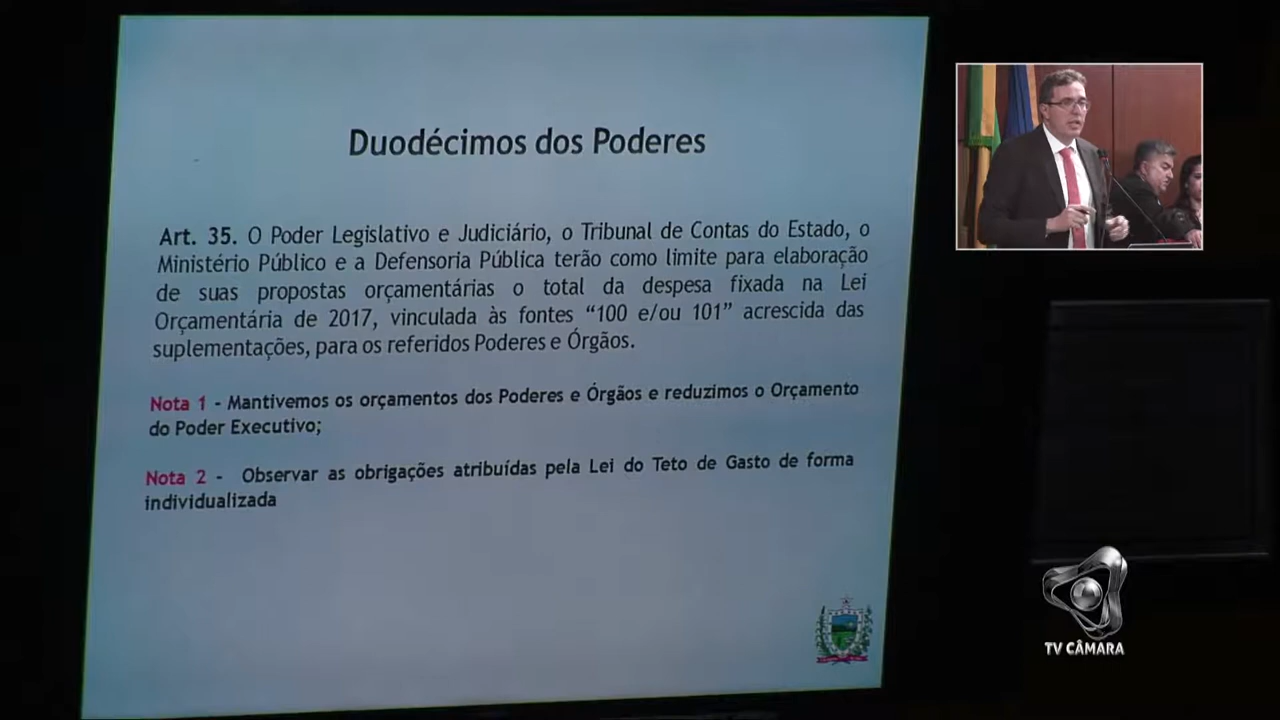 Duodécimos dos Poderes
Art. 35. O Poder Legislativo e Judiciário, o Tribunal de Contas do Estado, o
Ministério Público e a Defensoria Pública terão como limite para elaboração
de suas propostas orçamentárias o total da despesa fixada na Lei
Orçamentária de 2017, vinculada às fontes “100 e/ou 101” acrescida das
suplementações, para os referidos Poderes e Órgãos.
Nota 1 - Mantivemos os orçamentos dos Poderes e Órgãos e reduzimos o Orçamento
do Poder Executivo;
Nota 2 - Observar as obrigações atribuídas pela Lei do Teto de Gasto de forma
individualizada
TV CÂMARA